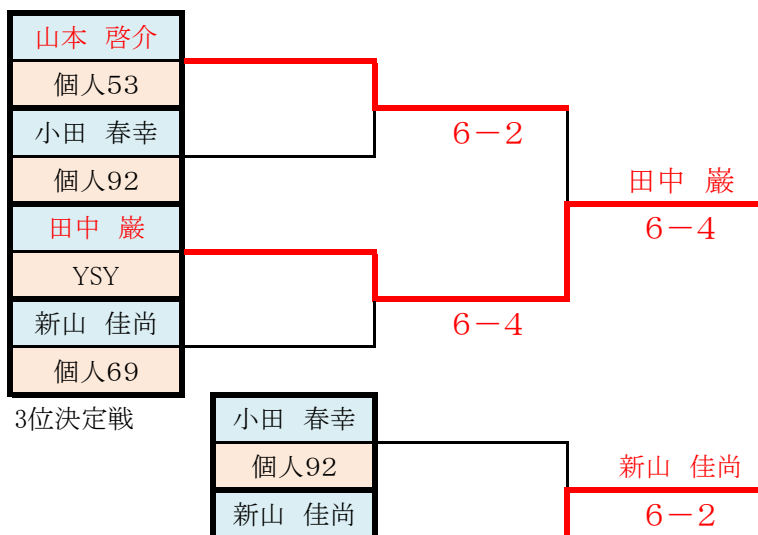 山本 啓介
個人53
小田 春幸
個人92
田中 巌
YSY
新山 佳尚
個人69
6－2
6－4
田中 巌
6－4
3位決定戦
小田 春幸
個人92
新山 佳尚
新山 佳尚
6－2